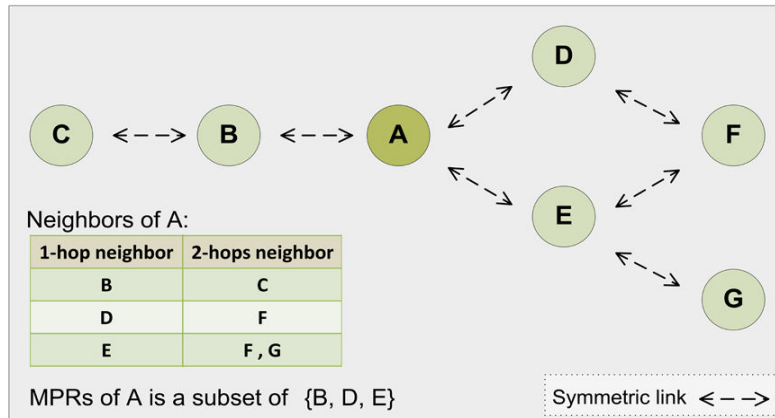 D
C
B
A
F
E
G
Neighbors of A:
1-hop neighbor 2-hops neighbor
B C
D F
E F , G
MPRs of A is a subset of {B, D, E}
Symmetric link